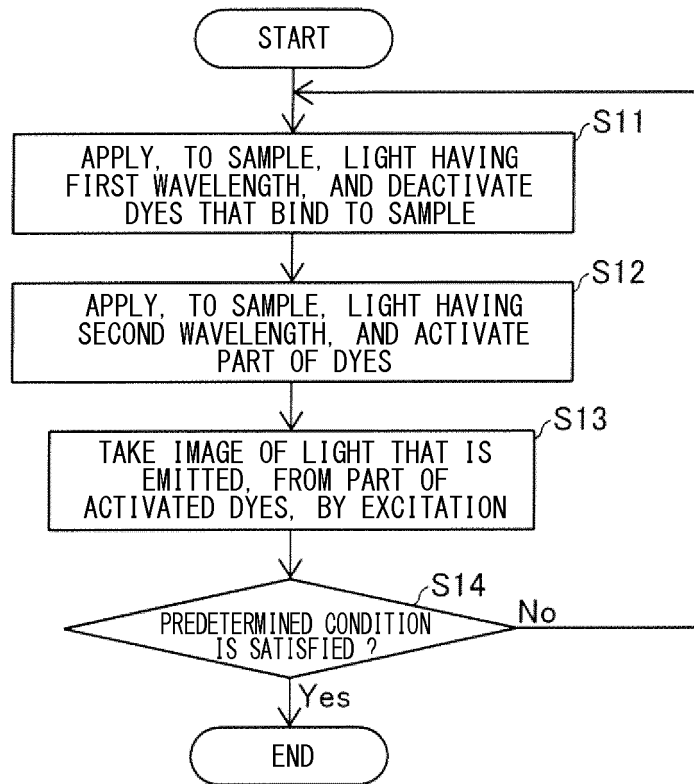 START
S11
APPLY, TO SAMPLE, LIGHT HAVING
FIRST WAVELENGTH, AND DEACTIVATE
DYES THAT BIND TO SAMPLE
S12
APPLY, TO SAMPLE, LIGHT HAVING
SECOND WAVELENGTH, AND ACTIVATE
PART OF DYES
S13
TAKE IMAGE OF LIGHT THAT IS
EMITTED, FROM PART OF
ACTIVATED DYES, BY EXCITATION
S14
PREDETERMINED CONDITION
IS SATISFIED ?
No
Yes
END